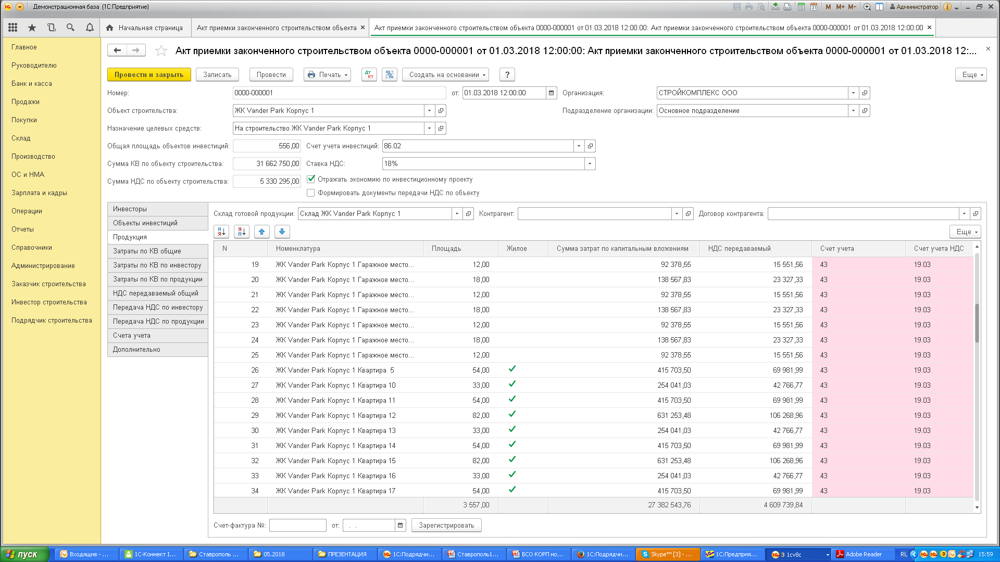 Демонстрационная база (1С:Предприятие)
M M+ M- Администратор
Начальная страница
Акт приемки законченного строительством объекта ×
Акт приемки законченного строительством объекта 0000-000001 от 01.03.2018 12:00:00: Акт приемки законченного строительством объекта 0000-000001 от 01.03.2018 12:00:00 ×
Главное
Руководителю
Банк и касса
Продажи
Покупки
Склад
Производство
ОС и НМА
Зарплата и кадры
Операции
Отчеты
Справочники
Администрирование
Заказчик строительства
Инвестор строительства
Подрядчик строительства
Акт приемки законченного строительством объекта 0000-000001 от 01.03.2018 12:00:00: Акт приемки законченного строительством объекта 0000-000001 от 01.03.2018 12:...
Провести и закрыть Записать Провести Печать Дт Кт Создать на основании ? Еще
Номер: 0000-000001 от: 01.03.2018 12:00:00 Организация: СТРОЙКОМПЛЕКС ООО
Объект строительства: ЖК Vander Park Корпус 1 Подразделение организации: Основное подразделение
Назначение целевых средств: На строительство ЖК Vander Park Корпус 1
Общая площадь объектов инвестиций: 556,00 Счет учета инвестиций: 86.02
Сумма КВ по объекту строительства: 31 662 750,00 Ставка НДС: 18%
Сумма НДС по объекту строительства: 5 330 295,00 Отражать экономию по инвестиционному проекту
Формировать документы передачи НДС по объекту
Инвесторы
Объекты инвестиций
Продукция
Затраты по КВ общие
Затраты по КВ по инвестору
Затраты по КВ по продукции
НДС передаваемый общий
Передача НДС по инвестору
Передача НДС по продукции
Счета учета
Дополнительно
Склад готовой продукции: Склад ЖК Vander Park Корпус 1 Контрагент: Договор контрагента:
А Я Я А Еще
N Номенклатура Площадь Жилое Сумма затрат по капитальным вложениям НДС передаваемый Счет учета Счет учета НДС
19 ЖК Vander Park Корпус 1 Гаражное место... 12,00 92 378,55 15 551,56 43 19.03
20 ЖК Vander Park Корпус 1 Гаражное место... 18,00 138 567,83 23 327,33 43 19.03
21 ЖК Vander Park Корпус 1 Гаражное место... 12,00 92 378,55 15 551,56 43 19.03
22 ЖК Vander Park Корпус 1 Гаражное место... 18,00 138 567,83 23 327,33 43 19.03
23 ЖК Vander Park Корпус 1 Гаражное место... 12,00 92 378,55 15 551,56 43 19.03
24 ЖК Vander Park Корпус 1 Гаражное место... 18,00 138 567,83 23 327,33 43 19.03
25 ЖК Vander Park Корпус 1 Гаражное место... 12,00 92 378,55 15 551,56 43 19.03
26 ЖК Vander Park Корпус 1 Квартира 5 54,00 415 703,50 69 981,99 43 19.03
27 ЖК Vander Park Корпус 1 Квартира 10 33,00 254 041,03 42 766,77 43 19.03
28 ЖК Vander Park Корпус 1 Квартира 11 54,00 415 703,50 69 981,99 43 19.03
29 ЖК Vander Park Корпус 1 Квартира 12 82,00 631 253,48 106 268,96 43 19.03
30 ЖК Vander Park Корпус 1 Квартира 13 33,00 254 041,03 42 766,77 43 19.03
31 ЖК Vander Park Корпус 1 Квартира 14 54,00 415 703,50 69 981,99 43 19.03
32 ЖК Vander Park Корпус 1 Квартира 15 82,00 631 253,48 106 268,96 43 19.03
33 ЖК Vander Park Корпус 1 Квартира 16 33,00 254 041,03 42 766,77 43 19.03
34 ЖК Vander Park Корпус 1 Квартира 17 54,00 415 703,50 69 981,99 43 19.03
3 557,00 27 382 543,76 4 609 739,84
Счет-фактура №: от: . . Зарегистрировать
пуск Входящие - ... 1С-Коннект I... Ставрополь ... 05.2018 ПРЕЗЕНТАЦИЯ 1С:Подрядчи... Ставрополь1... БСО КОРП но... 1С:Подрядчи... Skype™ [3] - ... 1С:Предприя... 3 1cv8c Adobe Reader RL 15:59